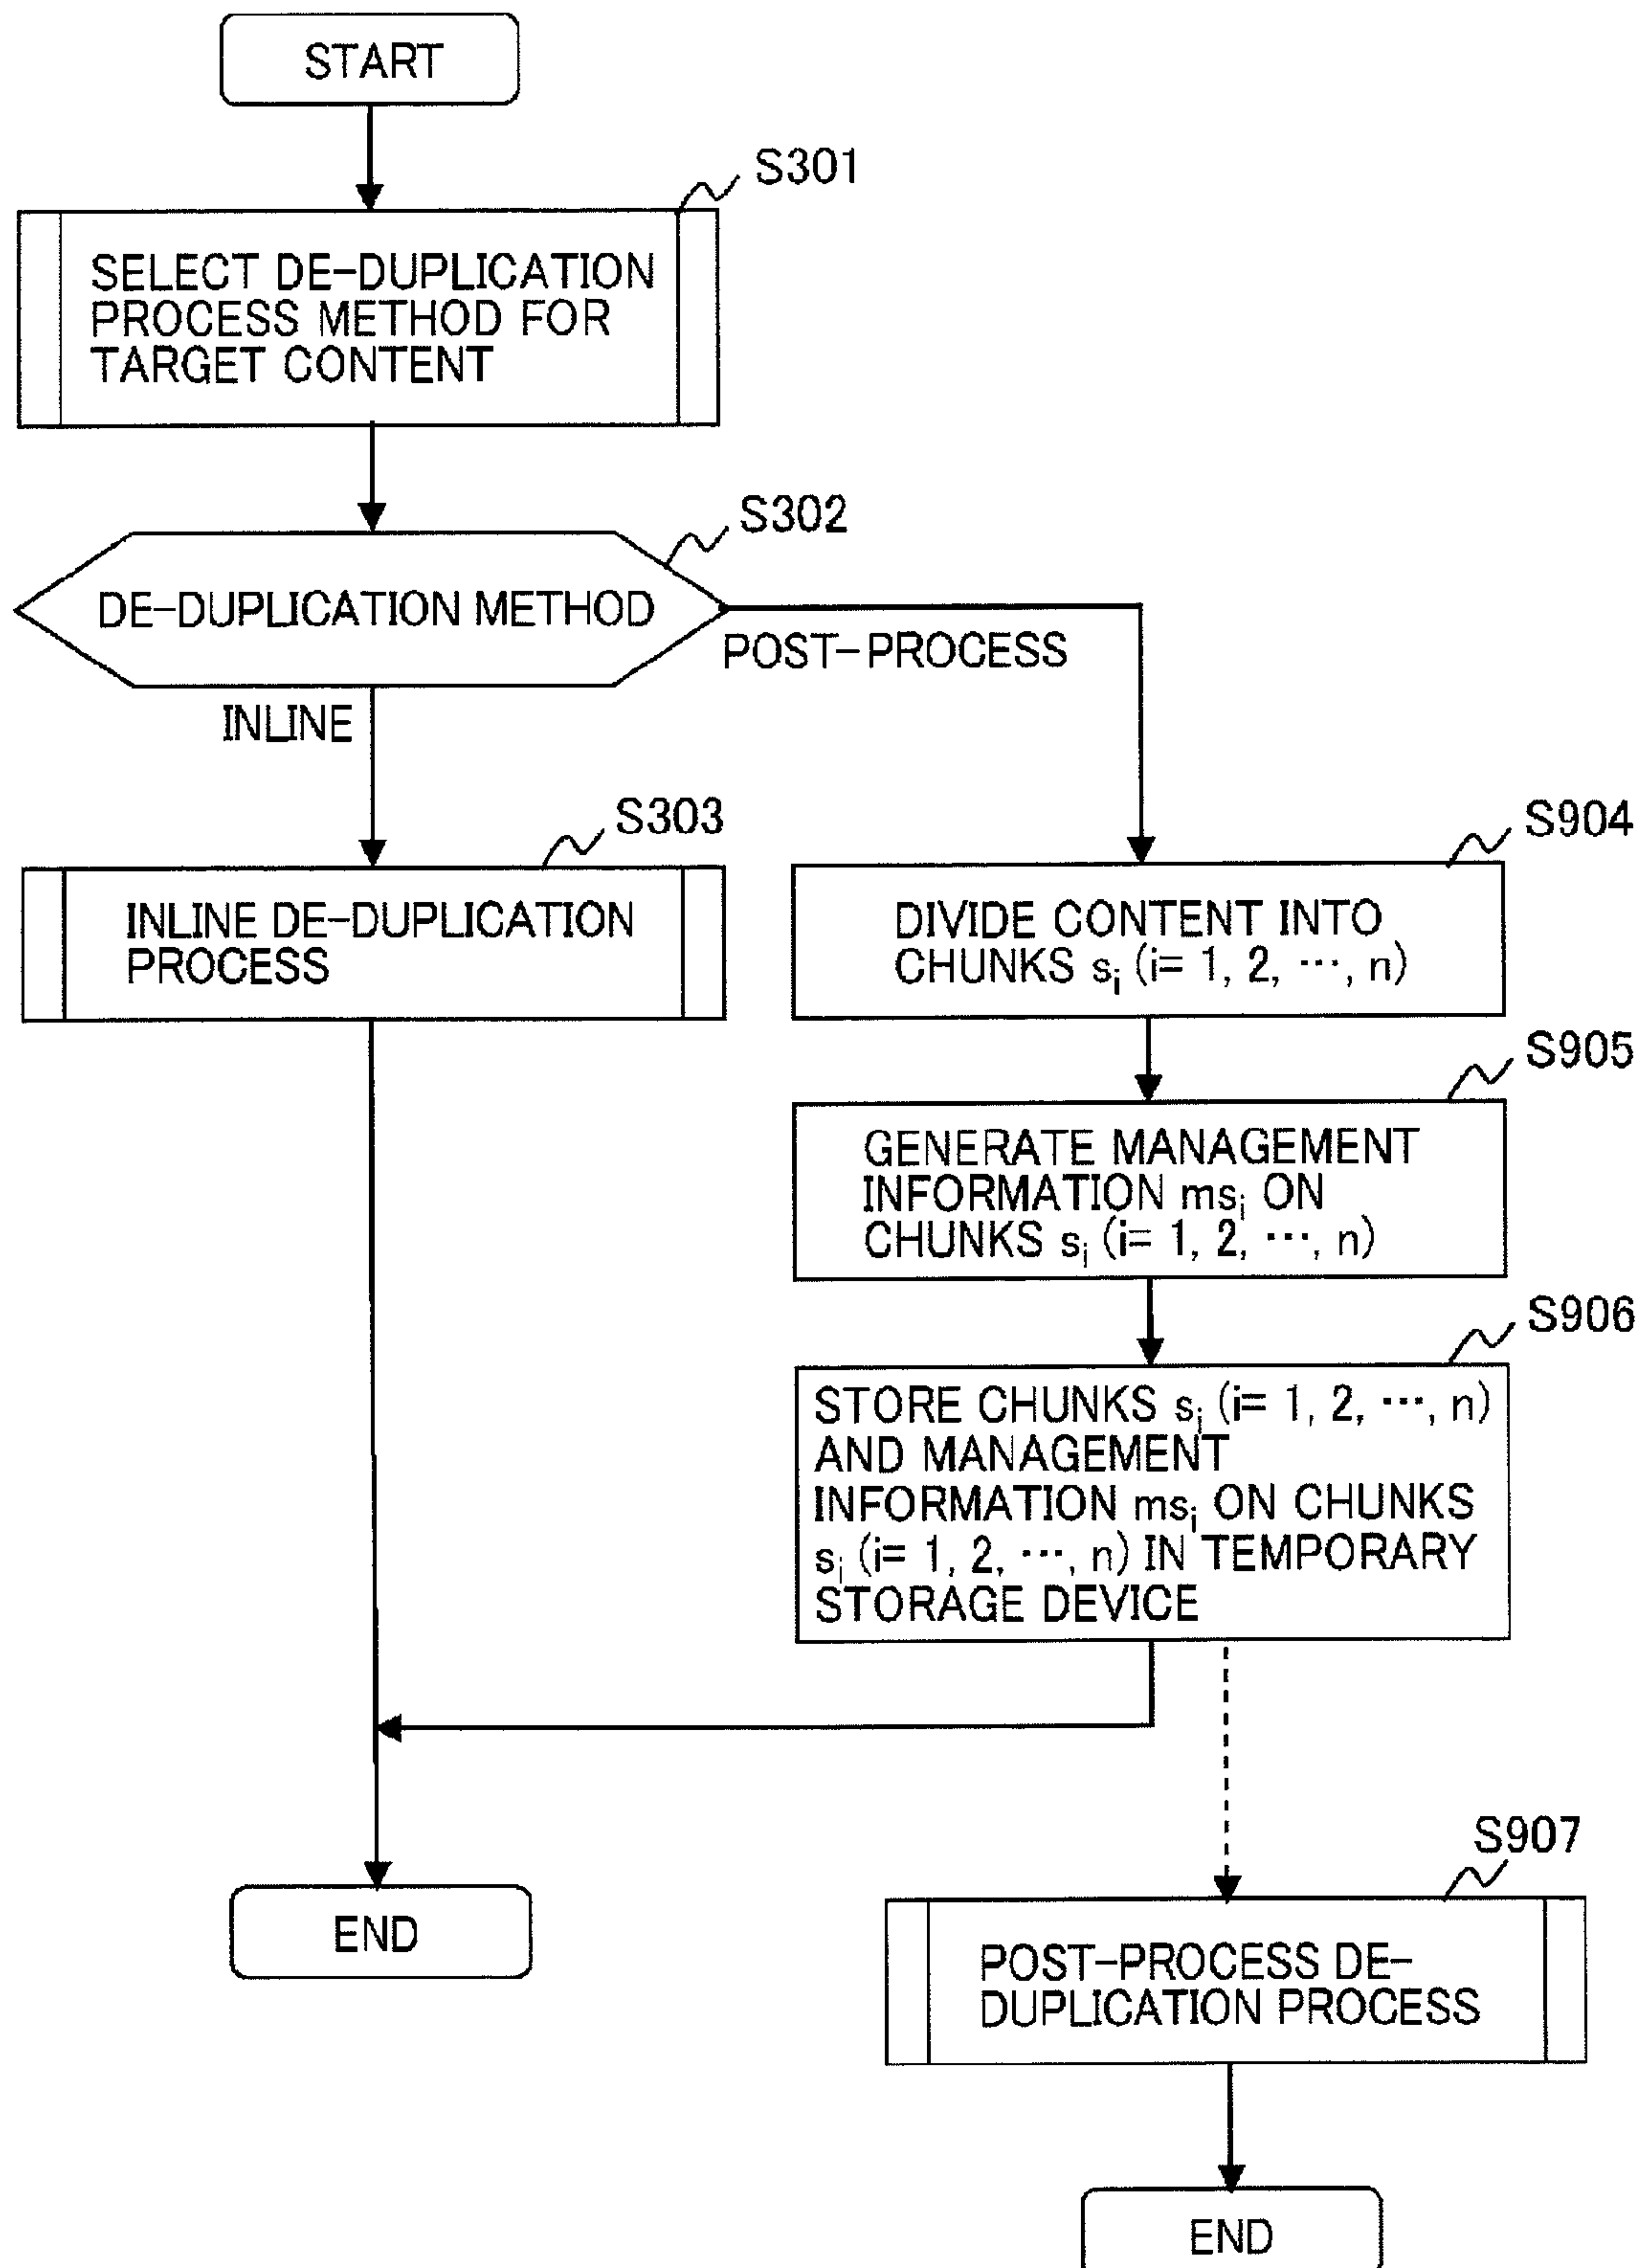 START
S301
SELECT DE-DUPLICATION
PROCESS METHOD FOR
TARGET CONTENT
S302
DE-DUPLICATION METHOD
POST-PROCESS
INLINE
S303
INLINE DE-DUPLICATION
PROCESS
S904
DIVIDE CONTENT INTO
CHUNKS si (i= 1, 2, ···, n)
S905
GENERATE MANAGEMENT
INFORMATION msi ON
CHUNKS si (i= 1, 2, ···, n)
S906
STORE CHUNKS si (i= 1, 2, ···, n)
AND MANAGEMENT
INFORMATION msi ON CHUNKS
si (i= 1, 2, ···, n) IN TEMPORARY
STORAGE DEVICE
END
S907
POST-PROCESS DE-
DUPLICATION PROCESS
END